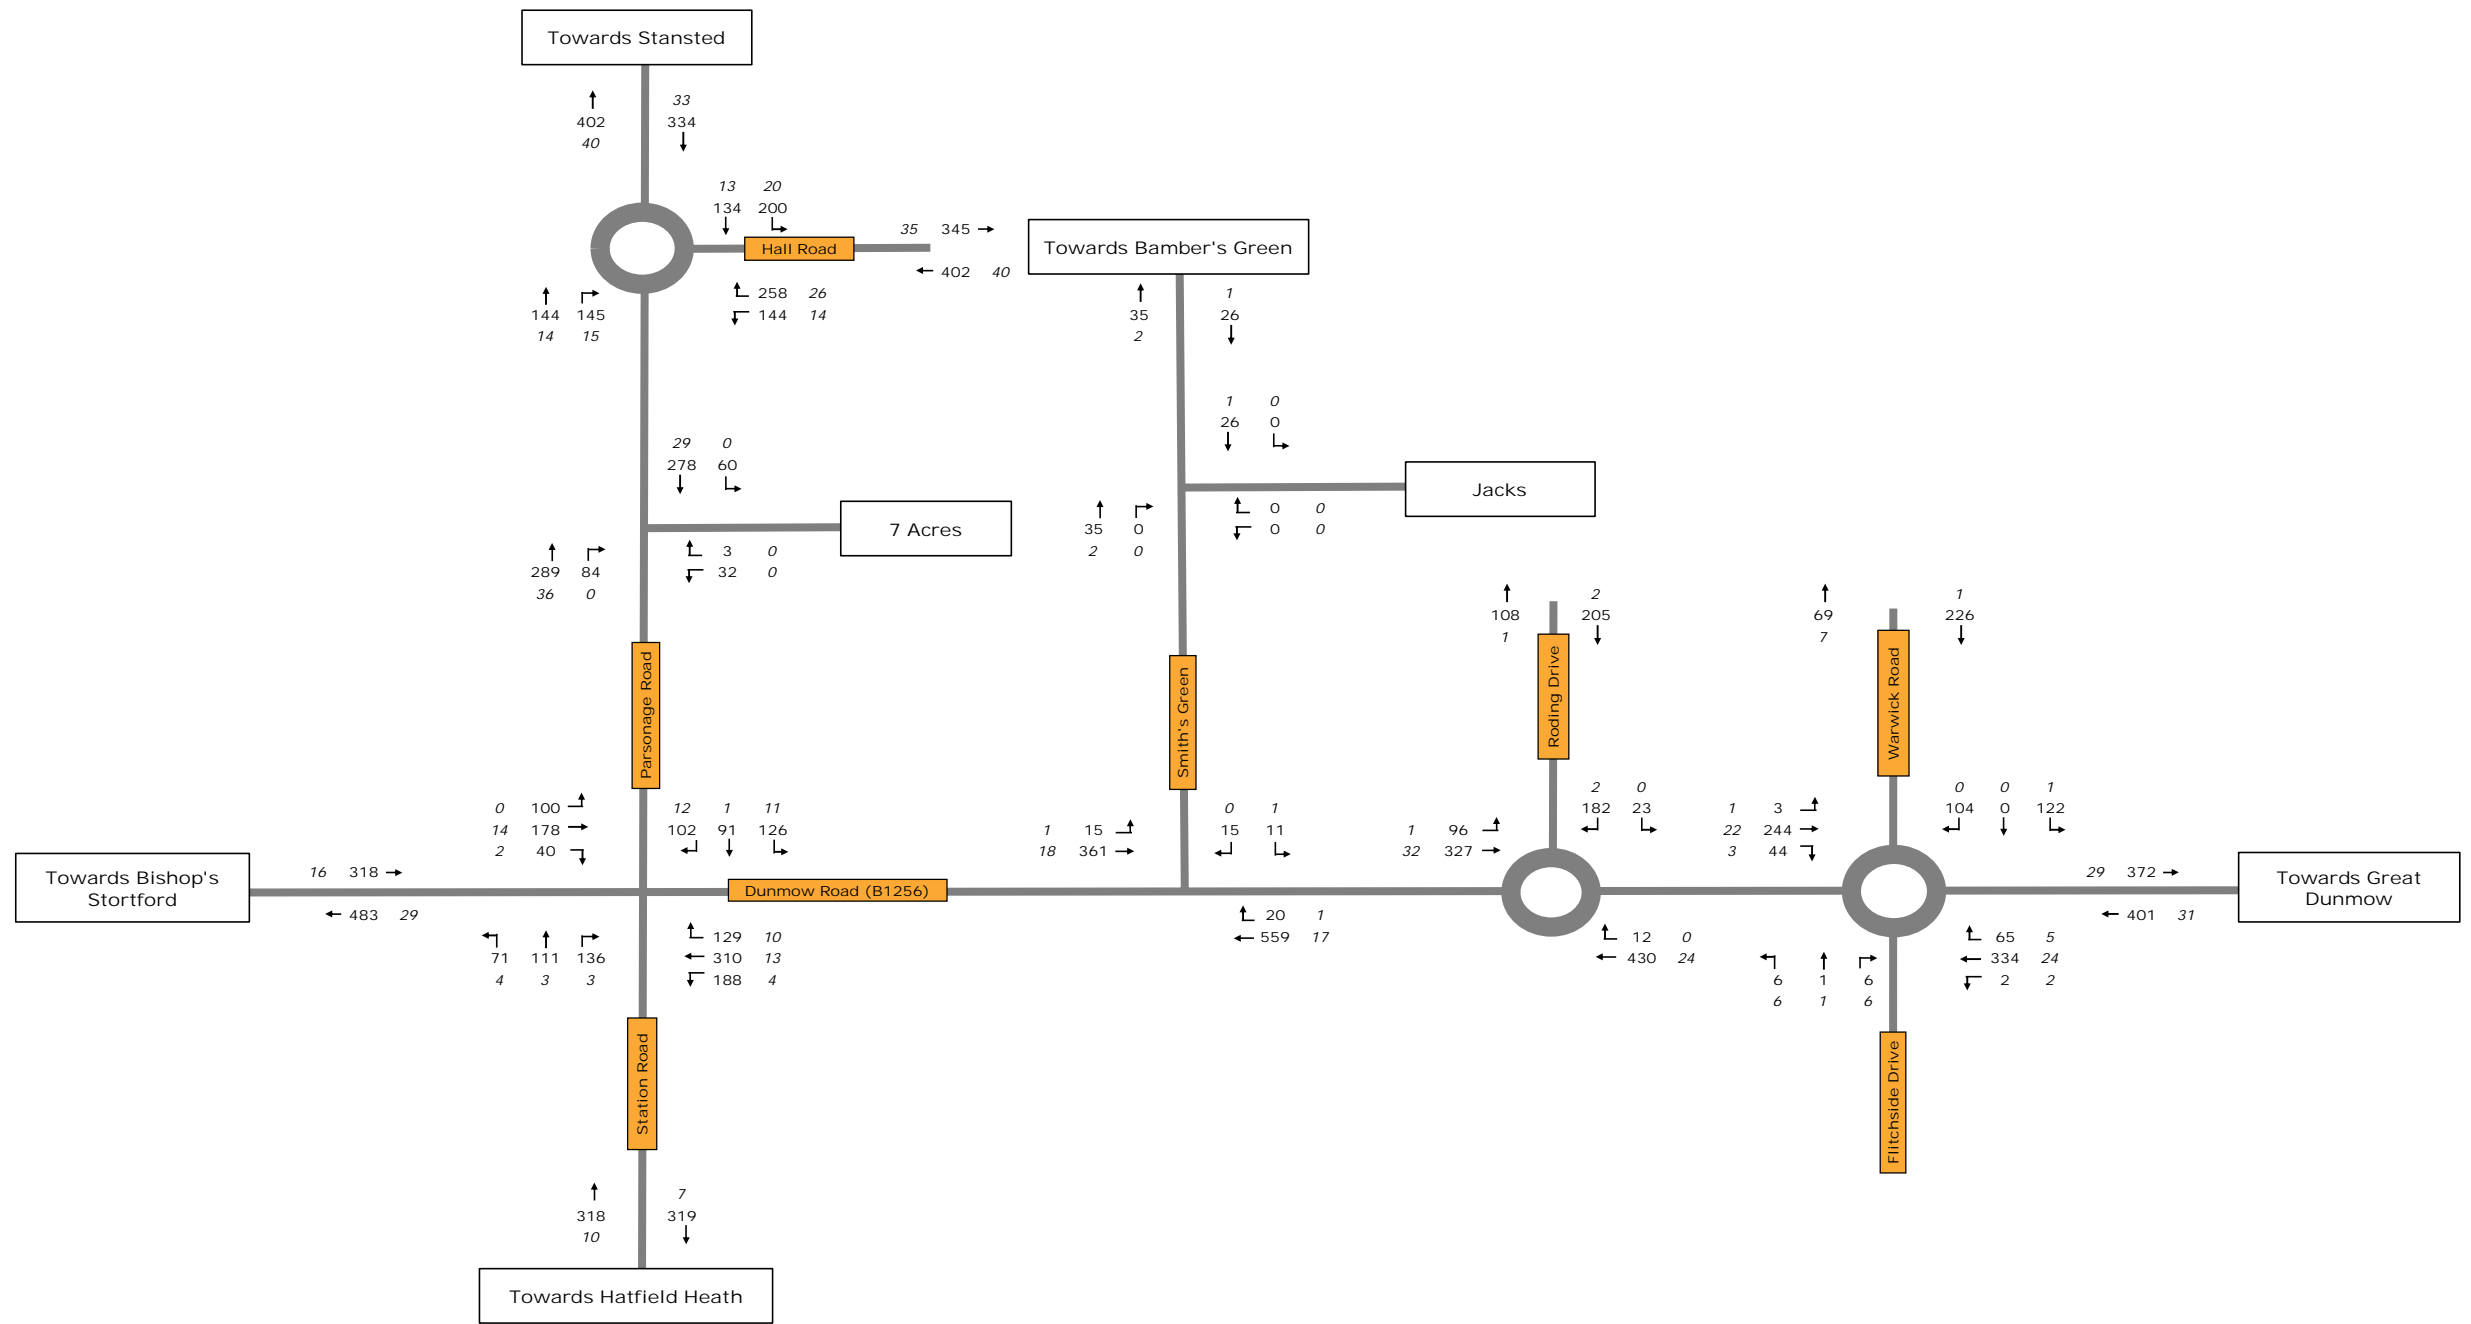 Towards Stansted
33
402 334
40
13 20
134 200
35 345
Hall Road
Towards Bamber's Green
402 40
258 26
144 145
144 14
14 15
1
35 26
2
1 0
26 0
29 0
278 60
Jacks
7 Acres
0 0
35 0
0 0
2 0
3 0
289 84
32 0
36 0
2
108 205
1
1
69 226
7
Parsonage Road
Smith's Green
Roding Drive
Warwick Road
0 100
14 178
2 40
12 1 11
102 91 126
1 15
18 361
0 1
15 11
1 96
32 327
2 0
182 23
1 3
22 244
3 44
0 0 1
104 0 122
Towards Bishop's
Stortford
16 318
483 29
Dunmow Road (B1256)
29 372
401 31
Towards Great
Dunmow
71 111 136
4 3 3
129 10
310 13
188 4
20 1
559 17
12 0
430 24
6 1 6
6 1 6
65 5
334 24
2 2
Station Road
Flitchside Drive
7
318 319
10
Towards Hatfield Heath